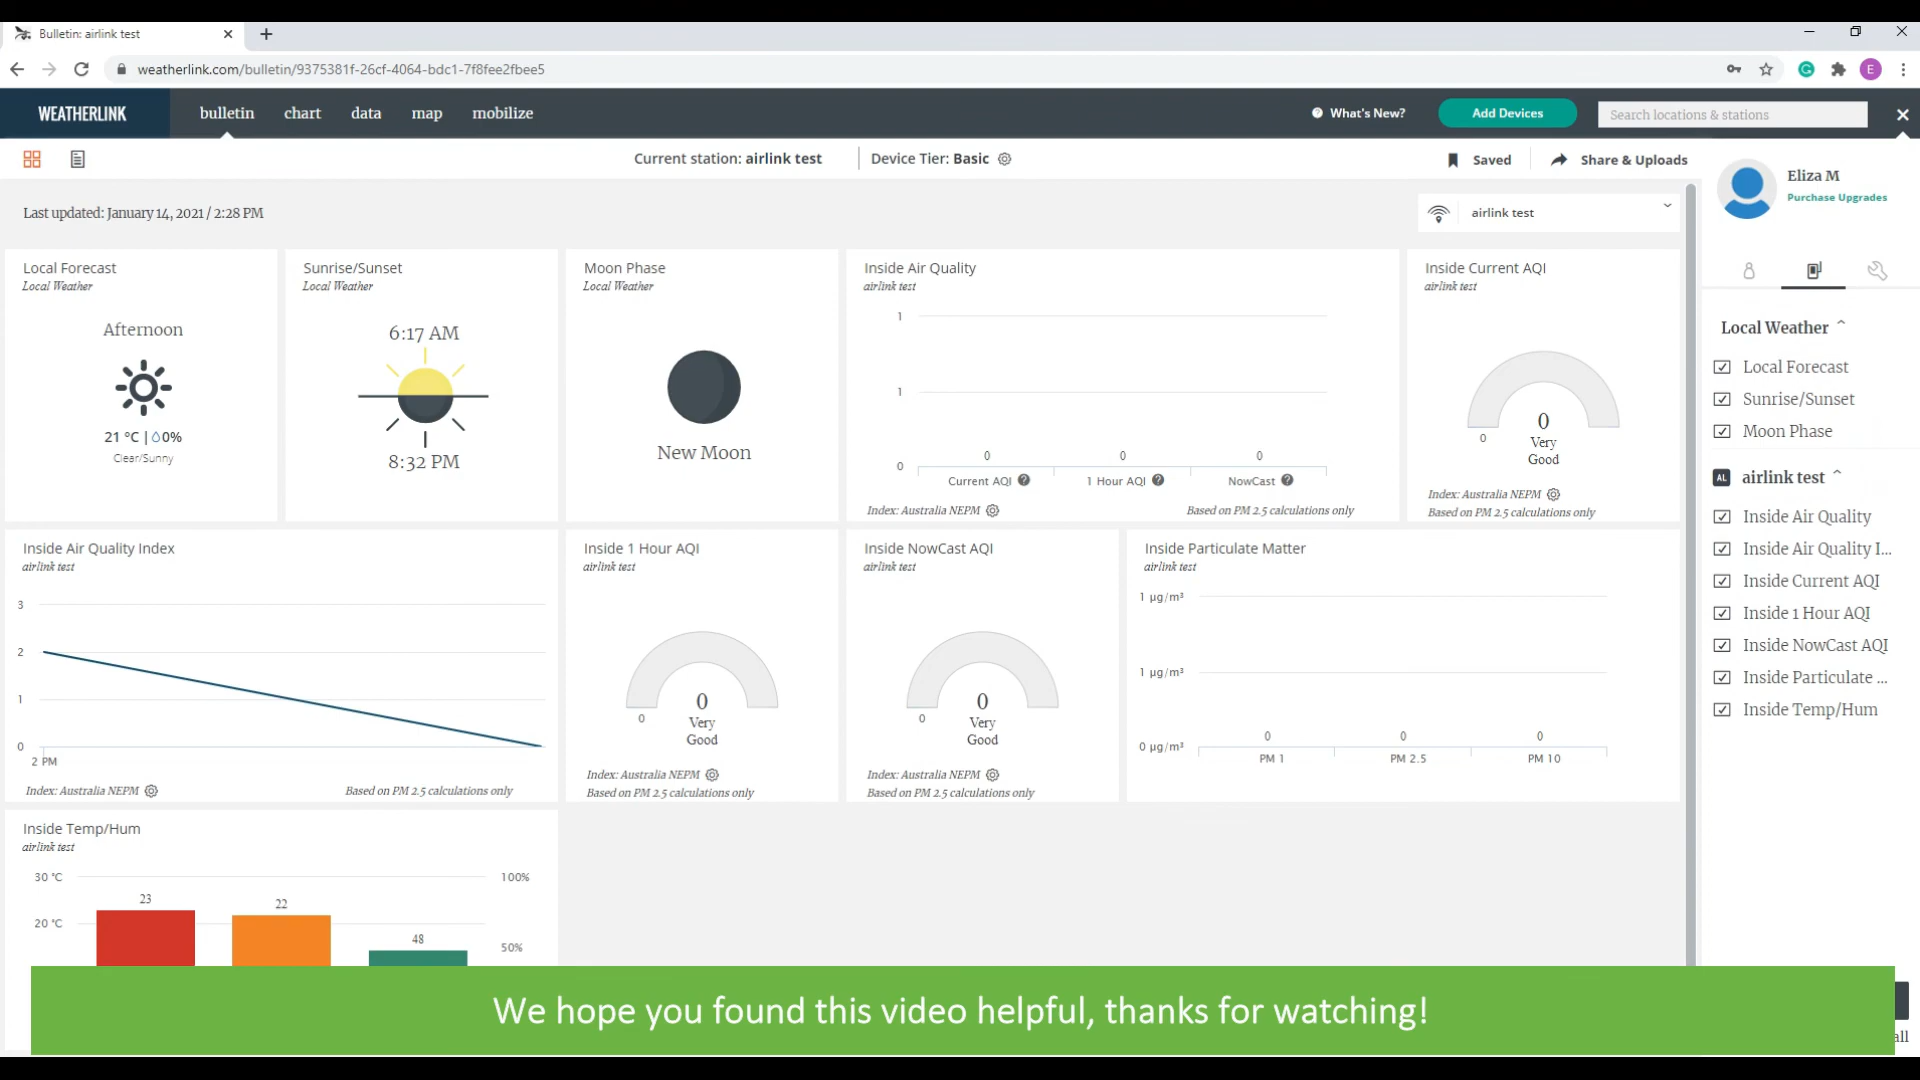 Bulletin: airlink test
weatherlink.com/bulletin/9375381f-26cf-4064-bdc1-7f8fee2fbee5
E
WEATHERLINK
bulletin
chart
data
map
mobilize
What's New?
Add Devices
Search locations & stations
Current station: airlink test
Device Tier: Basic
Saved
Share & Uploads
Eliza M
Purchase Upgrades
Last updated: January 14, 2021 / 2:28 PM
airlink test
Local Forecast
Local Weather
Afternoon
21 °C | 0%
Clear/Sunny
Sunrise/Sunset
Local Weather
6:17 AM
8:32 PM
Moon Phase
Local Weather
New Moon
Inside Air Quality
airlink test
1
1
0
0 0 0
Current AQI ? 1 Hour AQI ? NowCast ?
Index: Australia NEPM
Based on PM 2.5 calculations only
Inside Current AQI
airlink test
0
0
Very
Good
Index: Australia NEPM
Based on PM 2.5 calculations only
Inside Air Quality Index
airlink test
3
2
1
0
2 PM
Index: Australia NEPM
Based on PM 2.5 calculations only
Inside 1 Hour AQI
airlink test
0
0
Very
Good
Index: Australia NEPM
Based on PM 2.5 calculations only
Inside NowCast AQI
airlink test
0
0
Very
Good
Index: Australia NEPM
Based on PM 2.5 calculations only
Inside Particulate Matter
airlink test
1 µg/m³
1 µg/m³
0 µg/m³
0 0 0
PM 1 PM 2.5 PM 10
Inside Temp/Hum
airlink test
30 °C
100%
23
22
20 °C
48
50%
Local Weather
Local Forecast
Sunrise/Sunset
Moon Phase
AL airlink test
Inside Air Quality
Inside Air Quality I...
Inside Current AQI
Inside 1 Hour AQI
Inside NowCast AQI
Inside Particulate ...
Inside Temp/Hum
We hope you found this video helpful, thanks for watching!